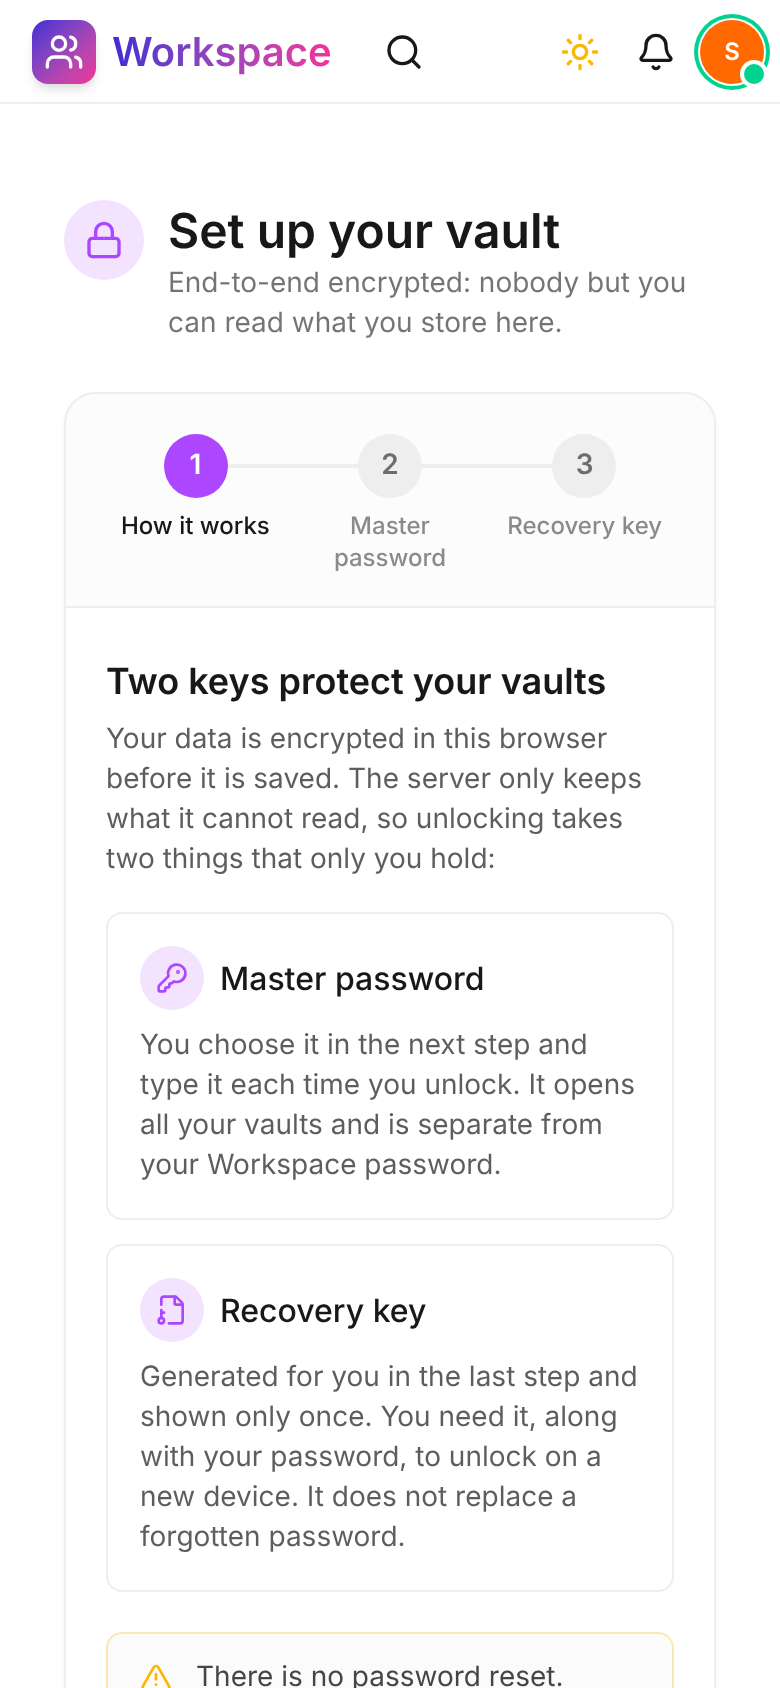 Workspace
S
Set up your vault
End-to-end encrypted: nobody but you
can read what you store here.
1
2
3
How it works
Master
password
Recovery key
Two keys protect your vaults
Your data is encrypted in this browser
before it is saved. The server only keeps
what it cannot read, so unlocking takes
two things that only you hold:
Master password
You choose it in the next step and
type it each time you unlock. It opens
all your vaults and is separate from
your Workspace password.
Recovery key
Generated for you in the last step and
shown only once. You need it, along
with your password, to unlock on a
new device. It does not replace a
forgotten password.
There is no password reset.